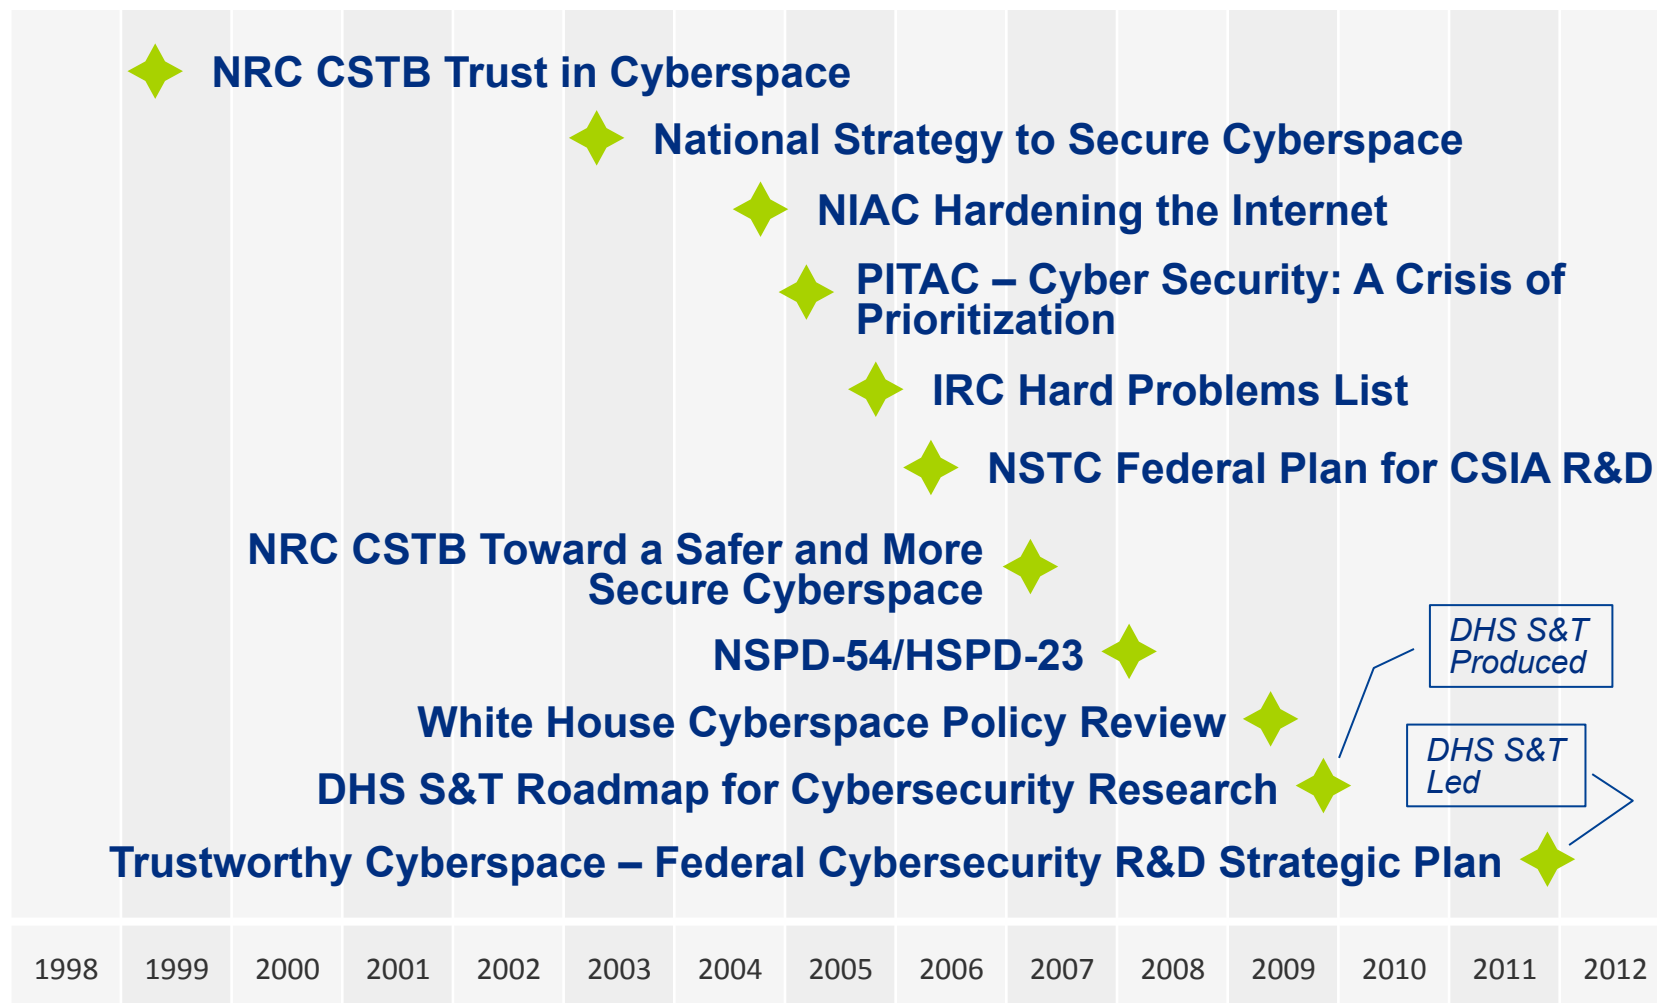 NRC CSTB Trust in Cyberspace
National Strategy to Secure Cyberspace
NIAC Hardening the Internet
PITAC – Cyber Security: A Crisis of
Prioritization
IRC Hard Problems List
NSTC Federal Plan for CSIA R&D
NRC CSTB Toward a Safer and More
Secure Cyberspace
DHS S&T
Produced
NSPD-54/HSPD-23
White House Cyberspace Policy Review
DHS S&T
Led
DHS S&T Roadmap for Cybersecurity Research
Trustworthy Cyberspace – Federal Cybersecurity R&D Strategic Plan
1998 1999 2000 2001 2002 2003 2004 2005 2006 2007 2008 2009 2010 2011 2012